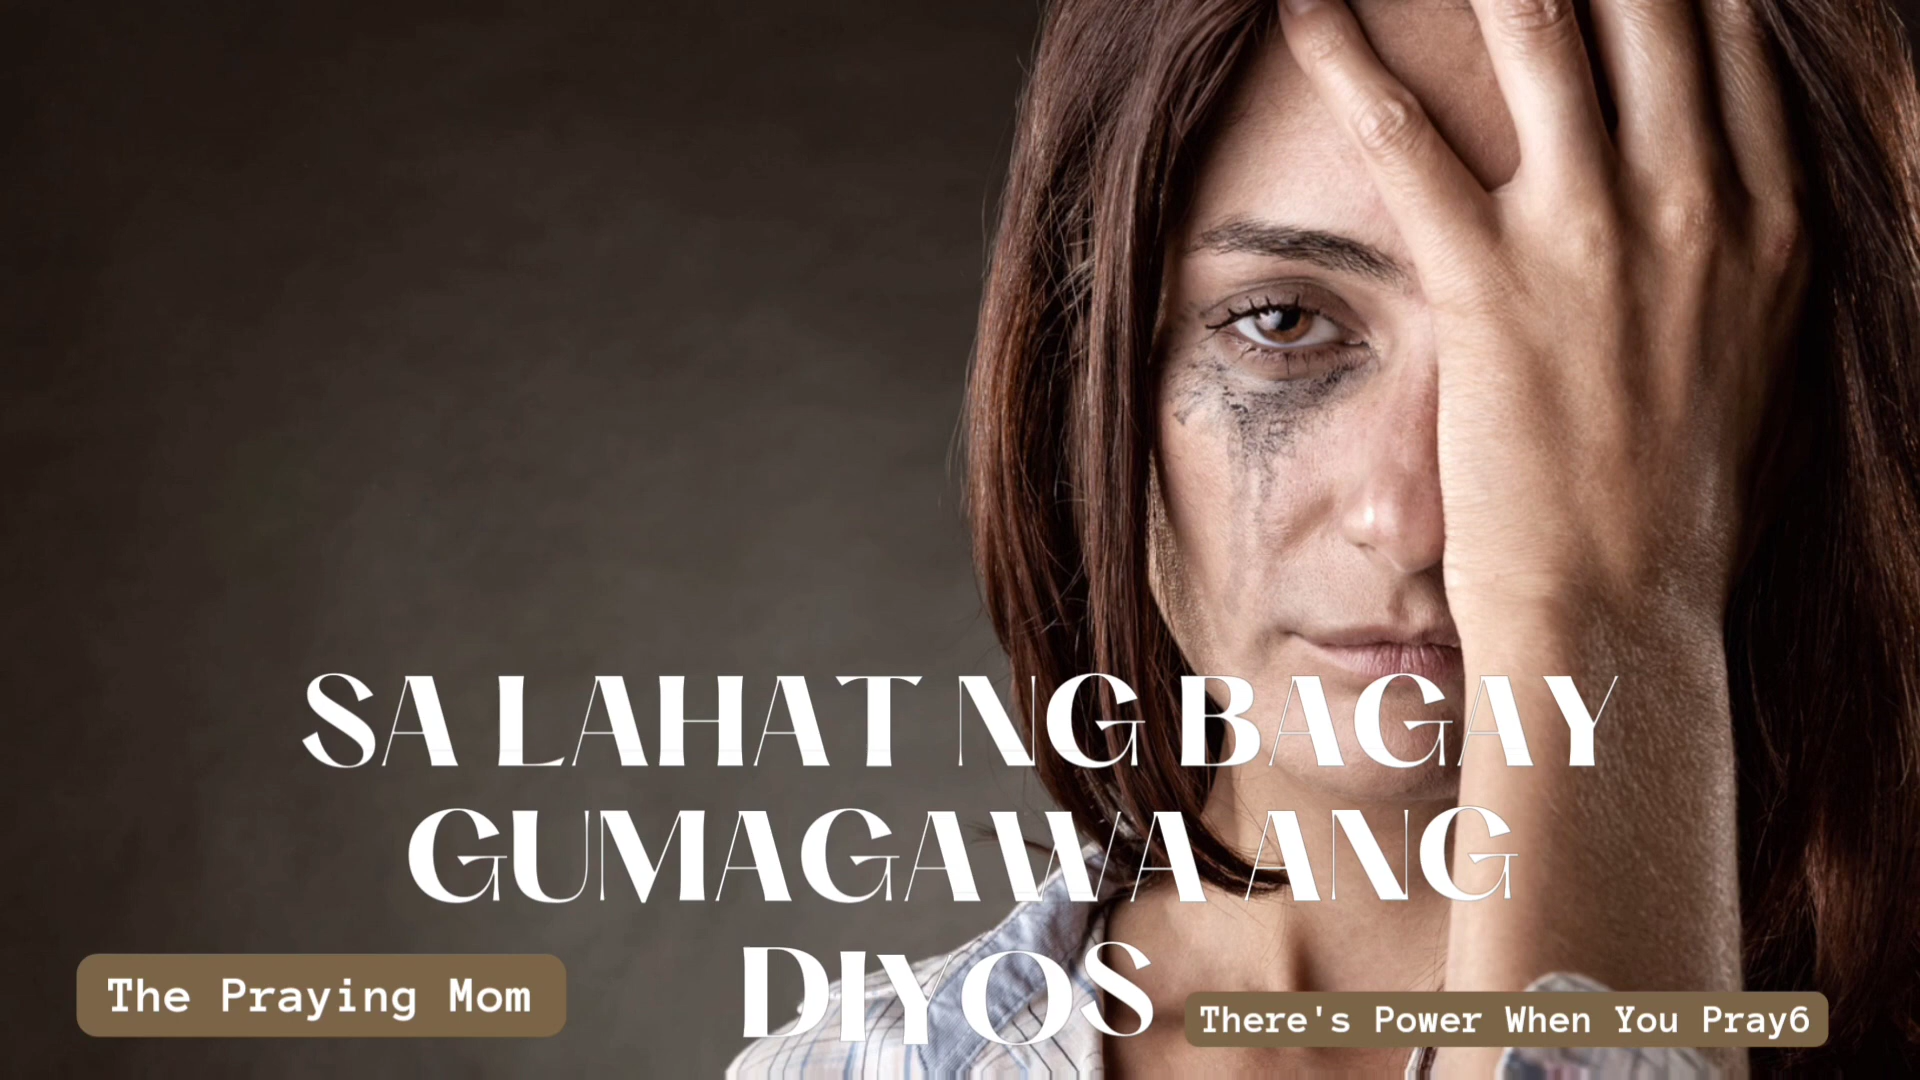 SA LAHAT NG BAGAY
GUMAGAWA ANG
DIYOS
The Praying Mom
There's Power When You Pray6